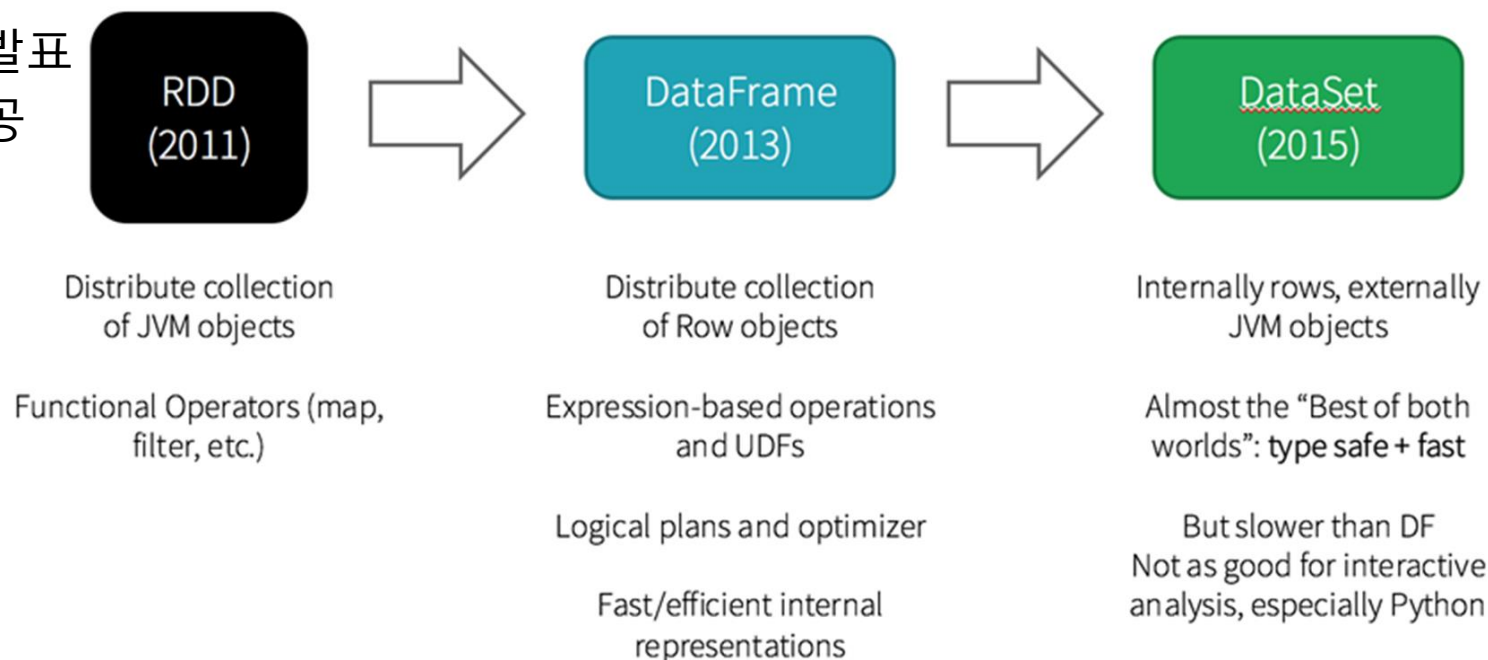 발표
공
RDD
(2011)
DataFrame
(2013)
DataSet
(2015)
Distribute collection
of JVM objects
Functional Operators (map,
filter, etc.)
Distribute collection
of Row objects
Expression-based operations
and UDFs
Logical plans and optimizer
Fast/efficient internal
representations
Internally rows, externally
JVM objects
Almost the “Best of both
worlds”: type safe + fast
But slower than DF
Not as good for interactive
analysis, especially Python